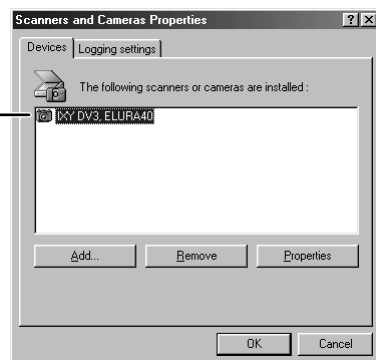 Scanners and Cameras Properties
Devices
Logging settings
The following scanners or cameras are installed :
IXY DV3, ELURA40
Add...
Remove
Properties
OK
Cancel